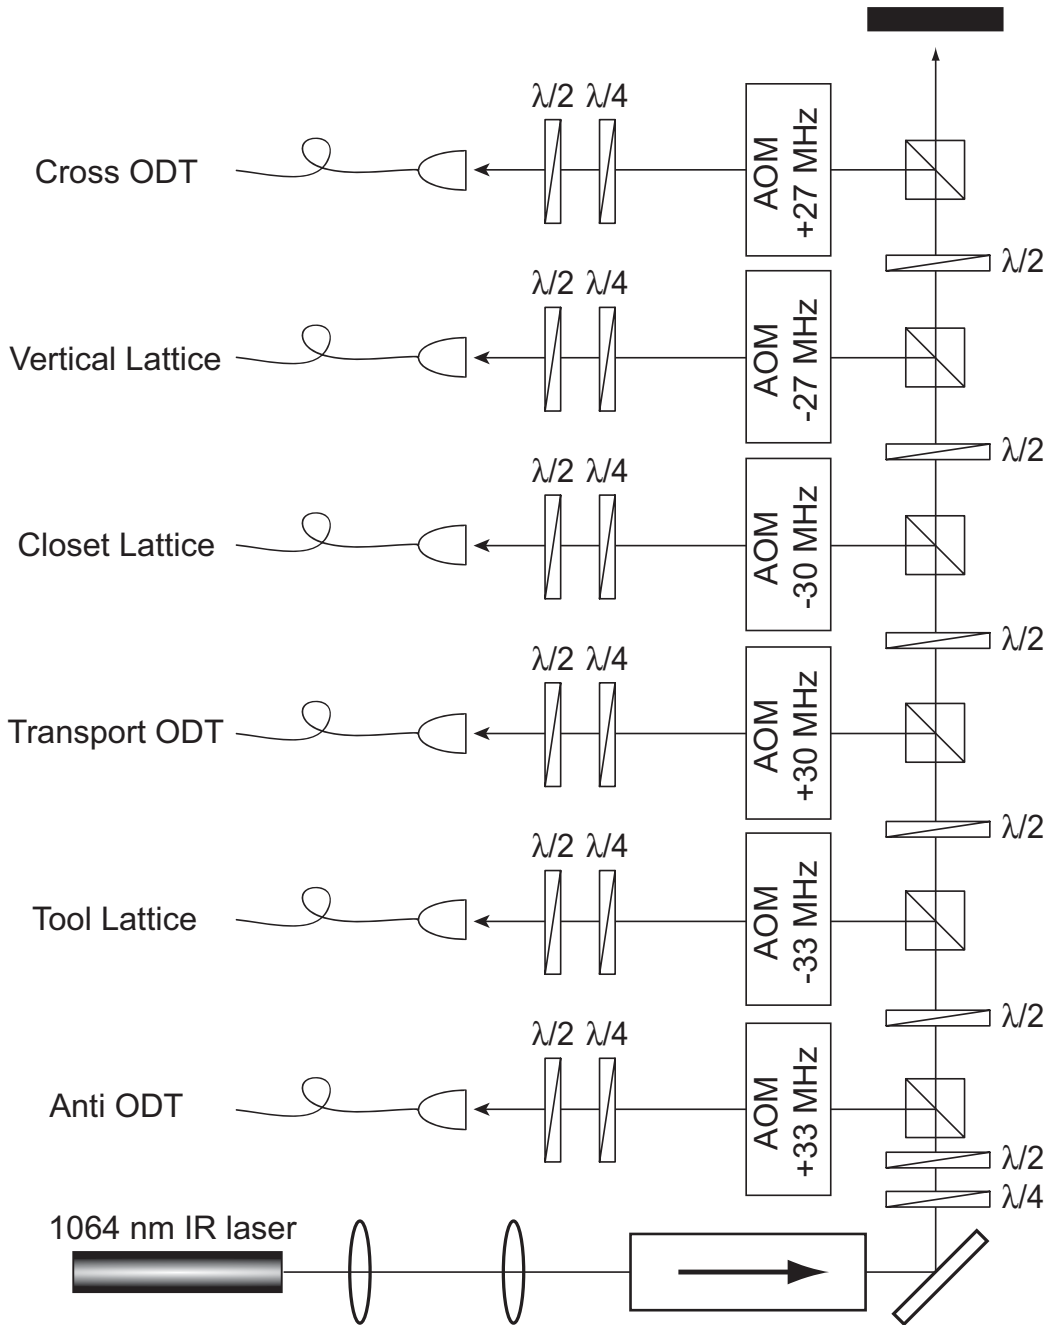 λ/2 λ/4
Cross ODT
AOM
+27 MHz
λ/2
λ/2 λ/4
Vertical Lattice
AOM
-27 MHz
λ/2
λ/2 λ/4
Closet Lattice
AOM
-30 MHz
λ/2
λ/2 λ/4
Transport ODT
AOM
+30 MHz
λ/2
λ/2 λ/4
Tool Lattice
AOM
-33 MHz
λ/2
λ/2 λ/4
Anti ODT
AOM
+33 MHz
λ/2
λ/4
1064 nm IR laser